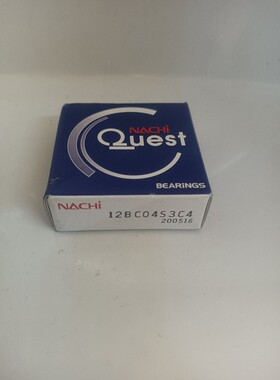 NACHi
Quest
BEARINGS
NACHi 12BC04S3C4
200516